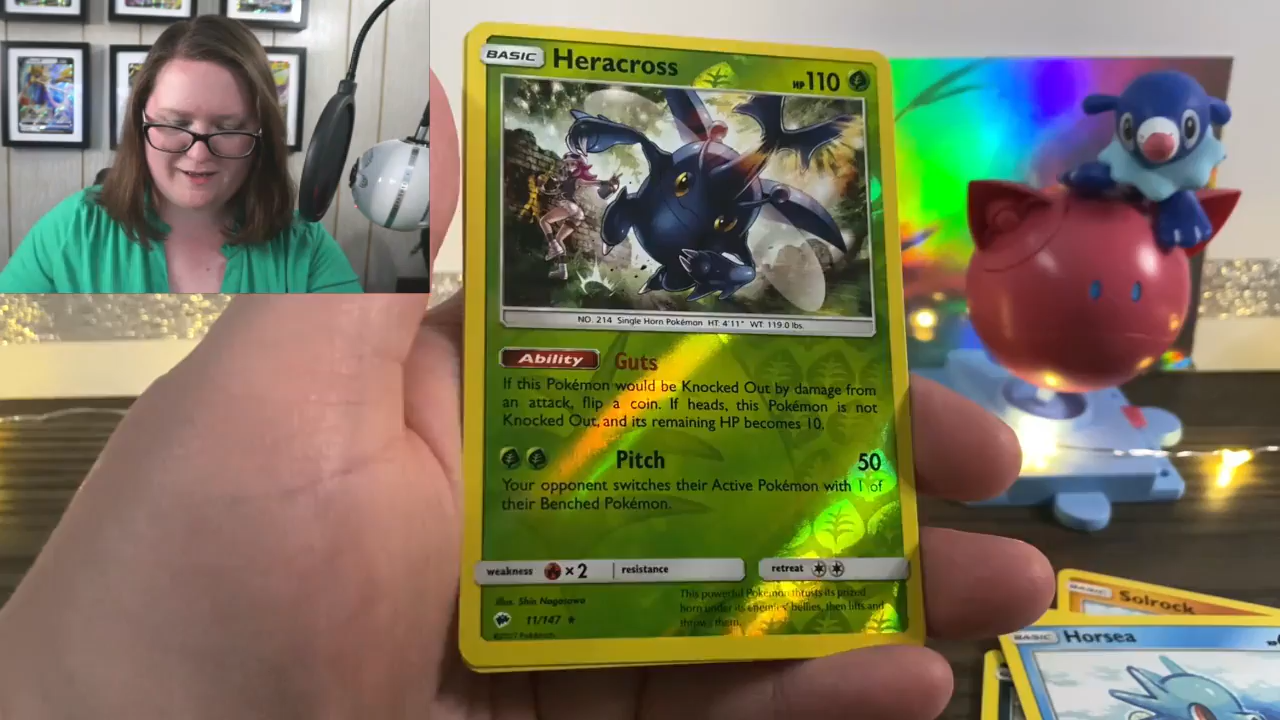 BASIC Heracross HP 110
NO. 214 Single Horn Pokémon HT: 4'11" WT: 119.0 lbs.
Ability Guts
If this Pokémon would be Knocked Out by damage from
an attack, flip a coin. If heads, this Pokémon is not
Knocked Out, and its remaining HP becomes 10.
Pitch 50
Your opponent switches their Active Pokémon with 1 of
their Benched Pokémon.
weakness ×2 resistance retreat
illus. Shin Nagasawa
11/147 ★
©2017 Pokémon
This powerful Pokémon thrusts its prized
horn under its enemies' bellies, then lifts and
throws them.
BASIC Solrock
BASIC Horsea